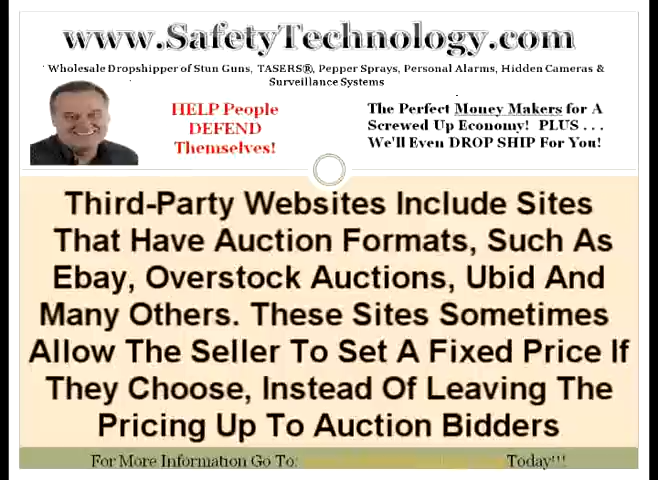 www.SafetyTechnology.com
Wholesale Dropshipper of Stun Guns, TASERS®, Pepper Sprays, Personal Alarms, Hidden Cameras &
Surveillance Systems
HELP People
DEFEND
Themselves!
The Perfect Money Makers for A
Screwed Up Economy! PLUS . . .
We'll Even DROP SHIP For You!
Third-Party Websites Include Sites
That Have Auction Formats, Such As
Ebay, Overstock Auctions, Ubid And
Many Others. These Sites Sometimes
Allow The Seller To Set A Fixed Price If
They Choose, Instead Of Leaving The
Pricing Up To Auction Bidders
For More Information Go To: Today!!!